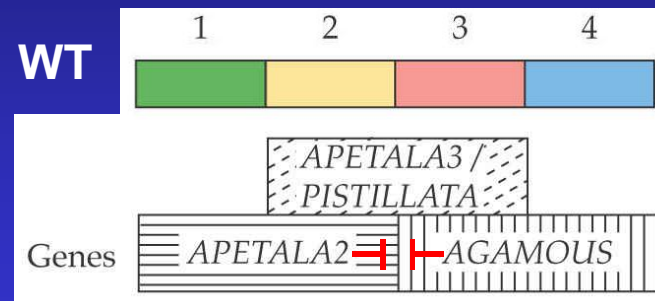 1 2 3 4
WT
APETALA3 /
PISTILLATA
Genes APETALA2 AGAMOUS